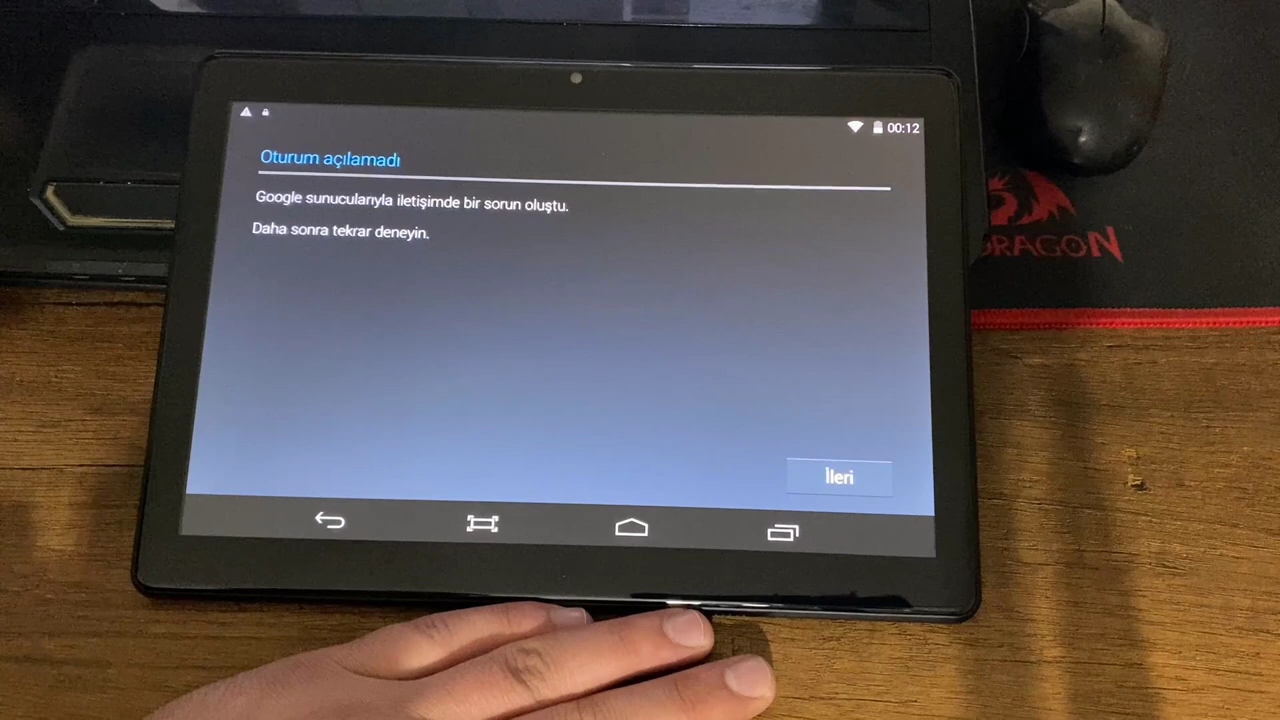 00:12
Oturum açılamadı
Google sunucularıyla iletişimde bir sorun oluştu.
Daha sonra tekrar deneyin.
DRAGON
İleri